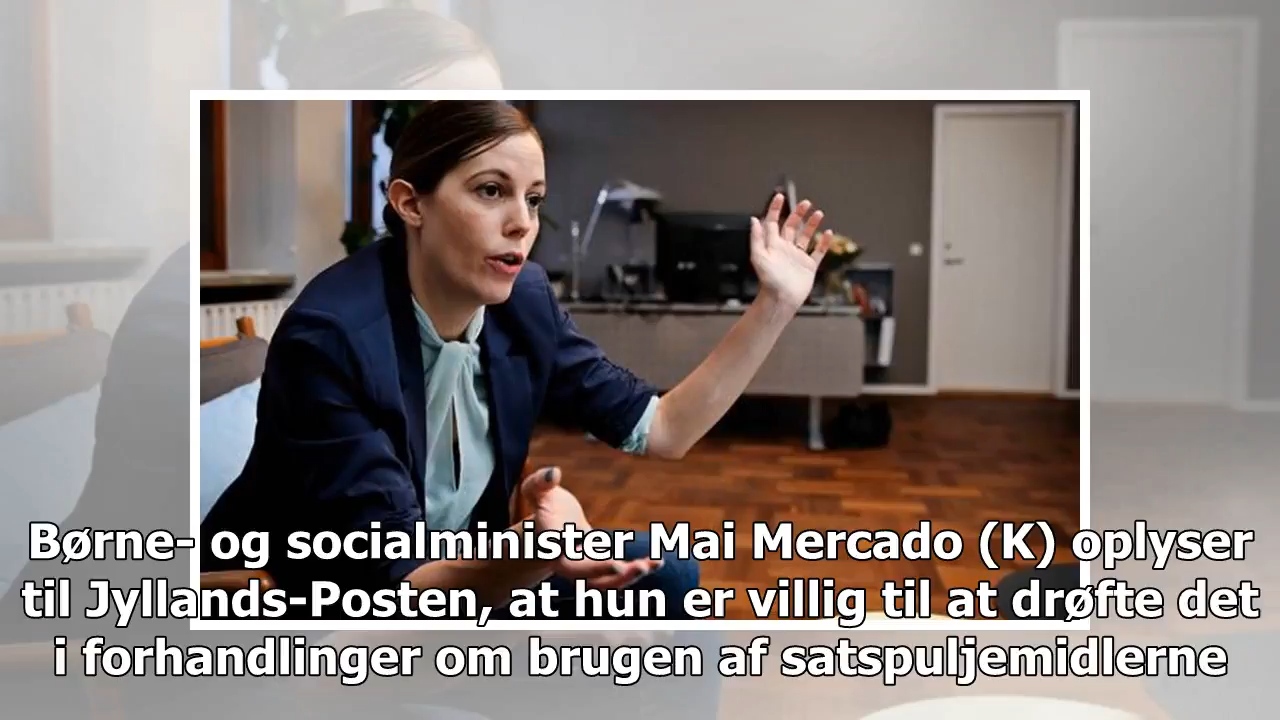 Børne- og socialminister Mai Mercado (K) oplyser
til Jyllands-Posten, at hun er villig til at drøfte det
i forhandlinger om brugen af satspuljemidlerne